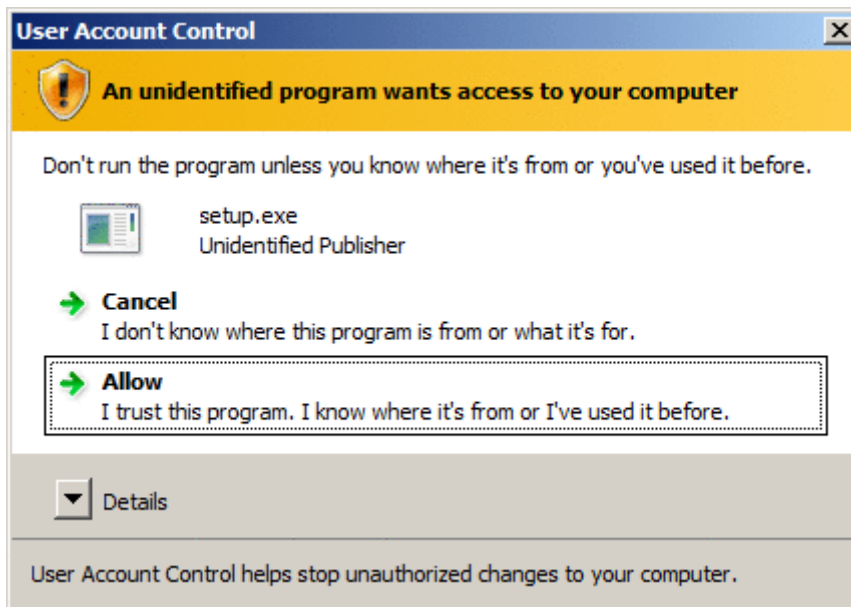 User Account Control
An unidentified program wants access to your computer
Don't run the program unless you know where it's from or you've used it before.
setup.exe
Unidentified Publisher
Cancel
I don't know where this program is from or what it's for.
Allow
I trust this program. I know where it's from or I've used it before.
Details
User Account Control helps stop unauthorized changes to your computer.